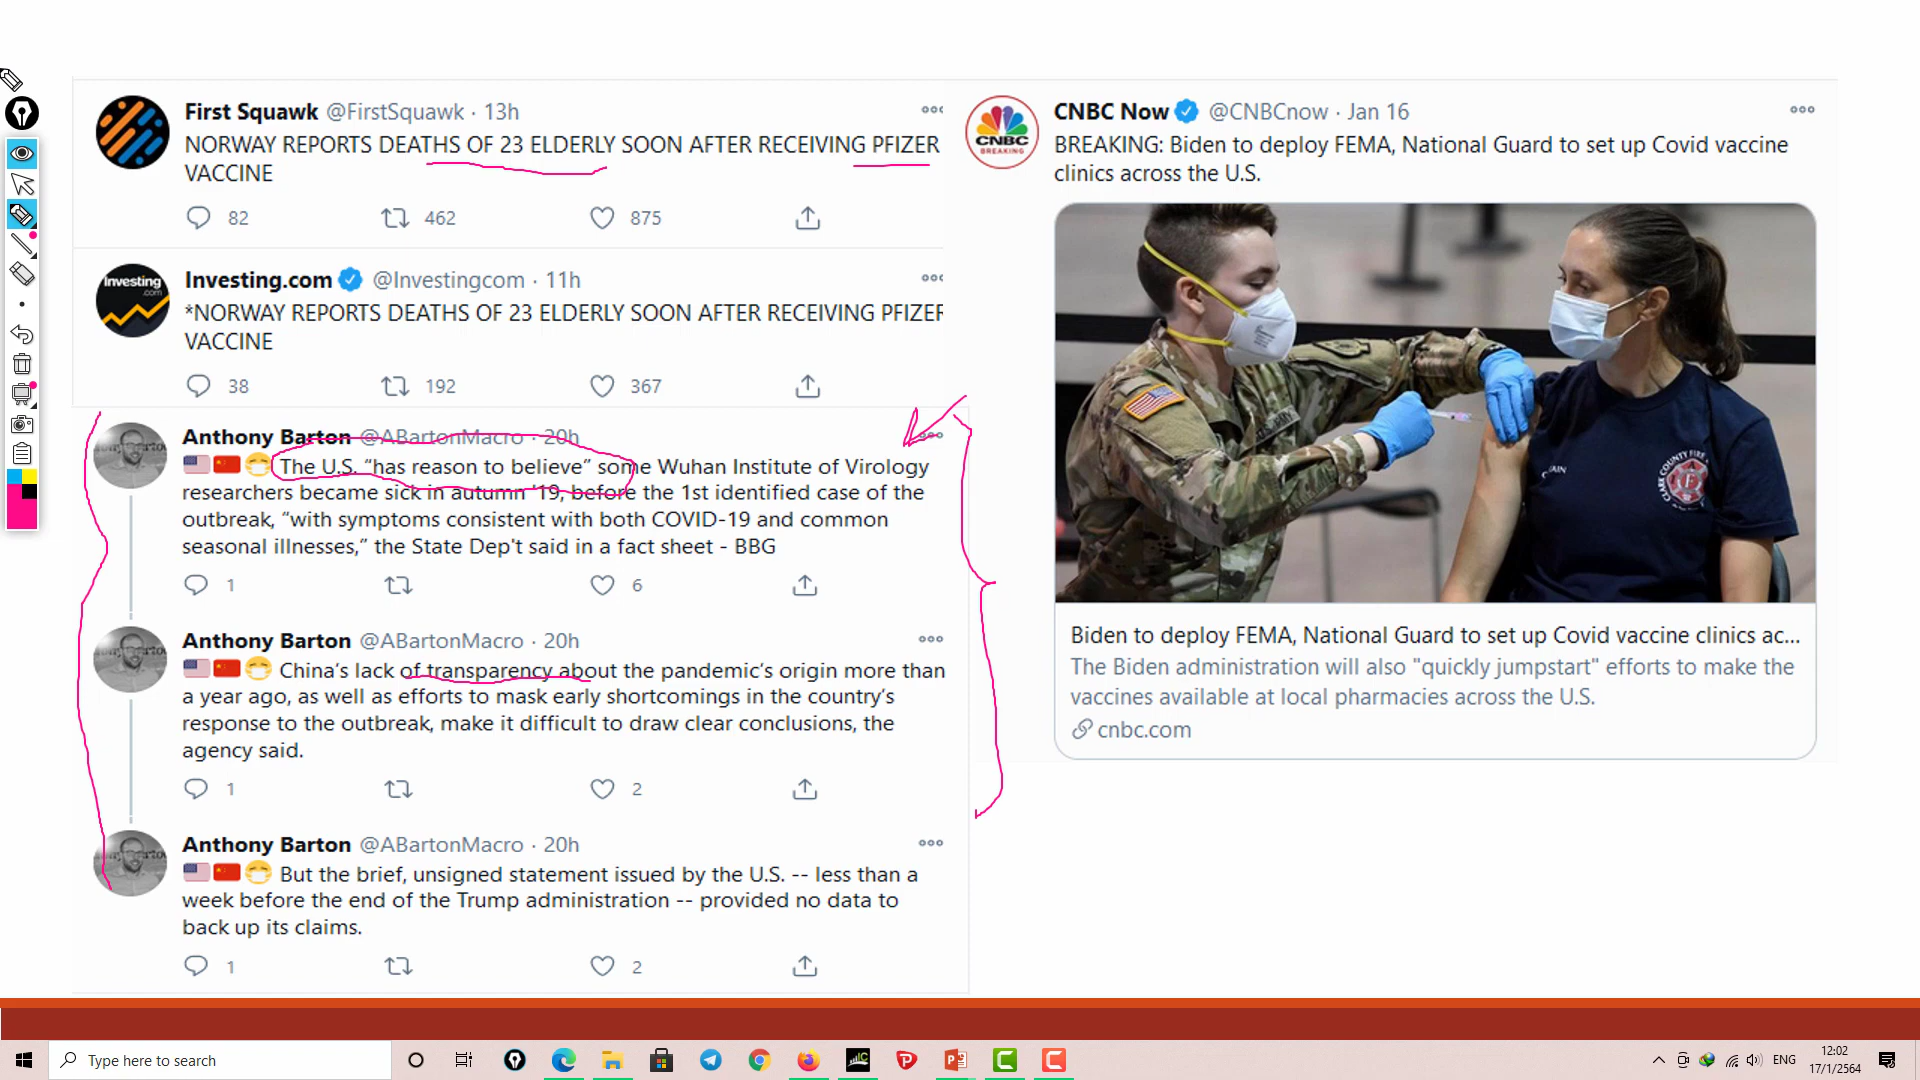 First Squawk @FirstSquawk · 13h
NORWAY REPORTS DEATHS OF 23 ELDERLY SOON AFTER RECEIVING PFIZER
VACCINE
82 462 875
Investing.com @Investingcom · 11h
*NORWAY REPORTS DEATHS OF 23 ELDERLY SOON AFTER RECEIVING PFIZER
VACCINE
38 192 367
Investing
.com
Anthony Barton @ABartonMacro · 20h
The U.S. “has reason to believe” some Wuhan Institute of Virology
researchers became sick in autumn ’19, before the 1st identified case of the
outbreak, “with symptoms consistent with both COVID-19 and common
seasonal illnesses,” the State Dep't said in a fact sheet - BBG
1 6
Anthony Barton @ABartonMacro · 20h
China’s lack of transparency about the pandemic’s origin more than
a year ago, as well as efforts to mask early shortcomings in the country’s
response to the outbreak, make it difficult to draw clear conclusions, the
agency said.
1 2
Anthony Barton @ABartonMacro · 20h
But the brief, unsigned statement issued by the U.S. -- less than a
week before the end of the Trump administration -- provided no data to
back up its claims.
1 2
CNBC Now @CNBCnow · Jan 16
BREAKING: Biden to deploy FEMA, National Guard to set up Covid vaccine
clinics across the U.S.
CNBC
BREAKING
Biden to deploy FEMA, National Guard to set up Covid vaccine clinics ac...
The Biden administration will also "quickly jumpstart" efforts to make the
vaccines available at local pharmacies across the U.S.
cnbc.com
Type here to search
ENG
12:02
17/1/2564